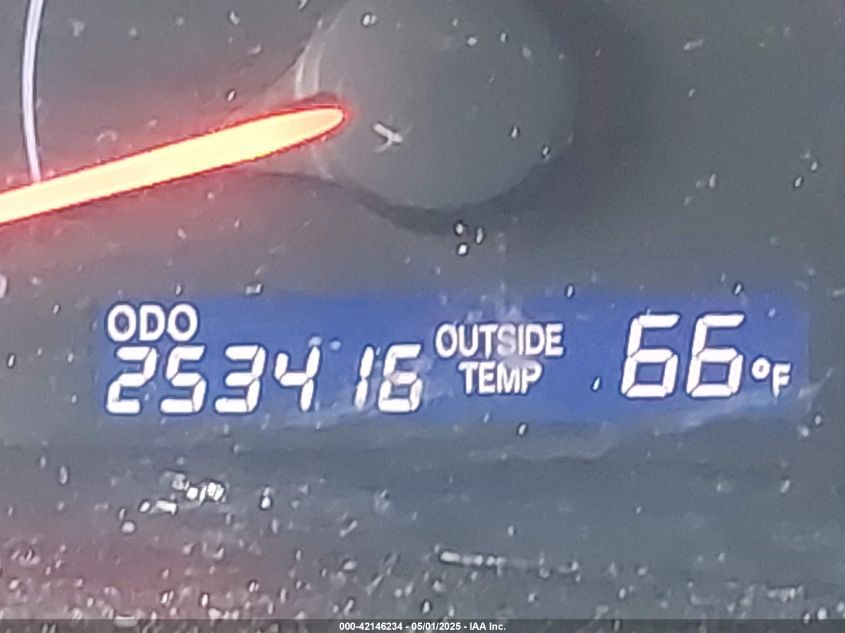 ODO
253416
OUTSIDE
TEMP
66°F
000-42146234 - 05/01/2025 - IAA Inc.